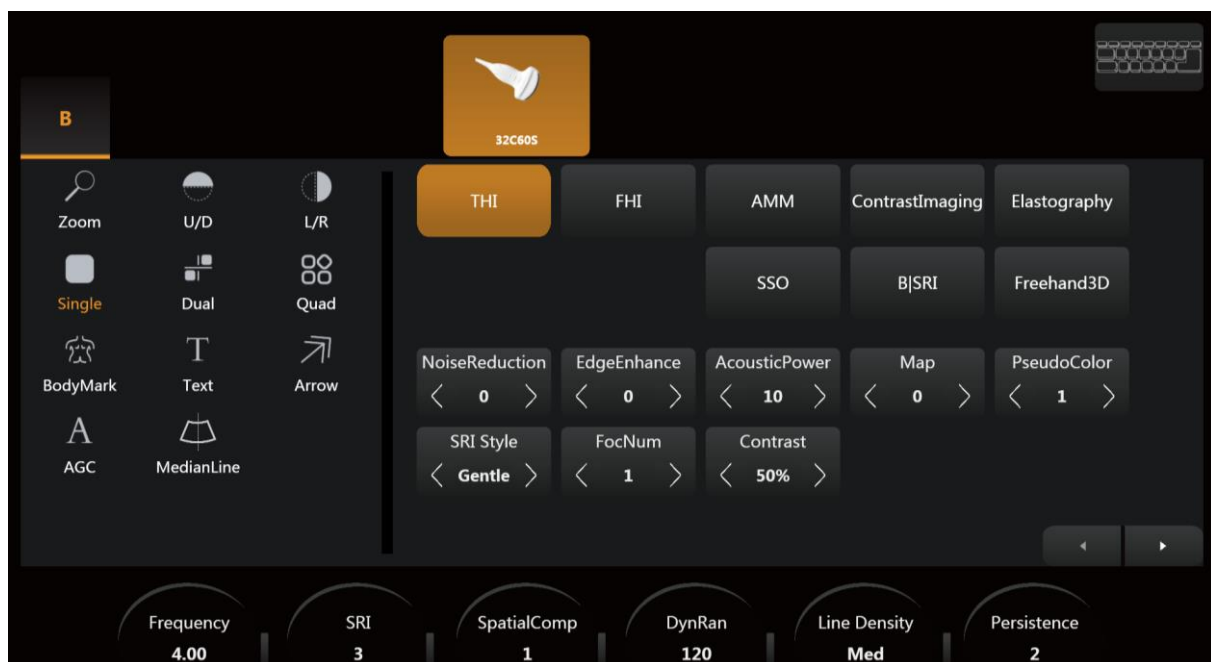 B
32C60S
Zoom U/D L/R
Single Dual Quad
BodyMark Text Arrow
AGC MedianLine
THI FHI AMM ContrastImaging Elastography
SSO B|SRI Freehand3D
NoiseReduction EdgeEnhance AcousticPower Map PseudoColor
0 0 10 0 1
SRI Style FocNum Contrast
Gentle 1 50%
Frequency SRI SpatialComp DynRan Line Density Persistence
4.00 3 1 120 Med 2